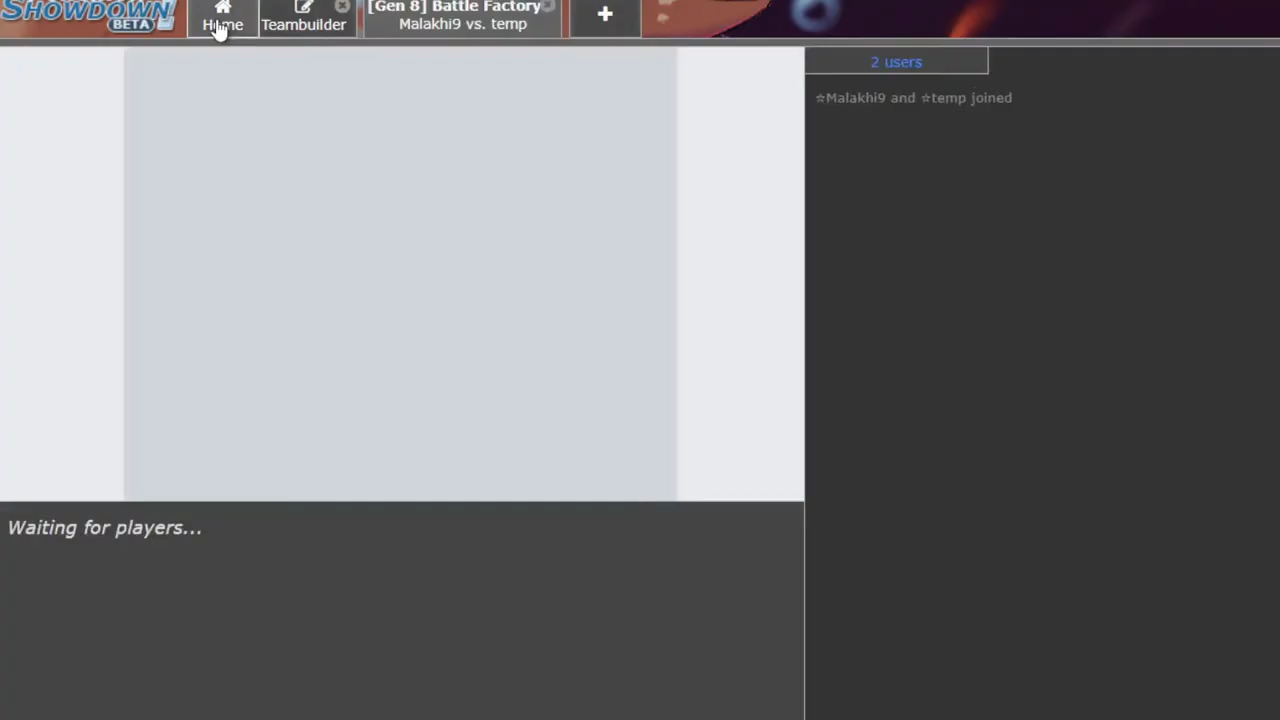 SHOWDOWN
BETA
Home
Teambuilder
[Gen 8] Battle Factory
Malakhi9 vs. temp
2 users
☆Malakhi9 and ☆temp joined
Waiting for players...